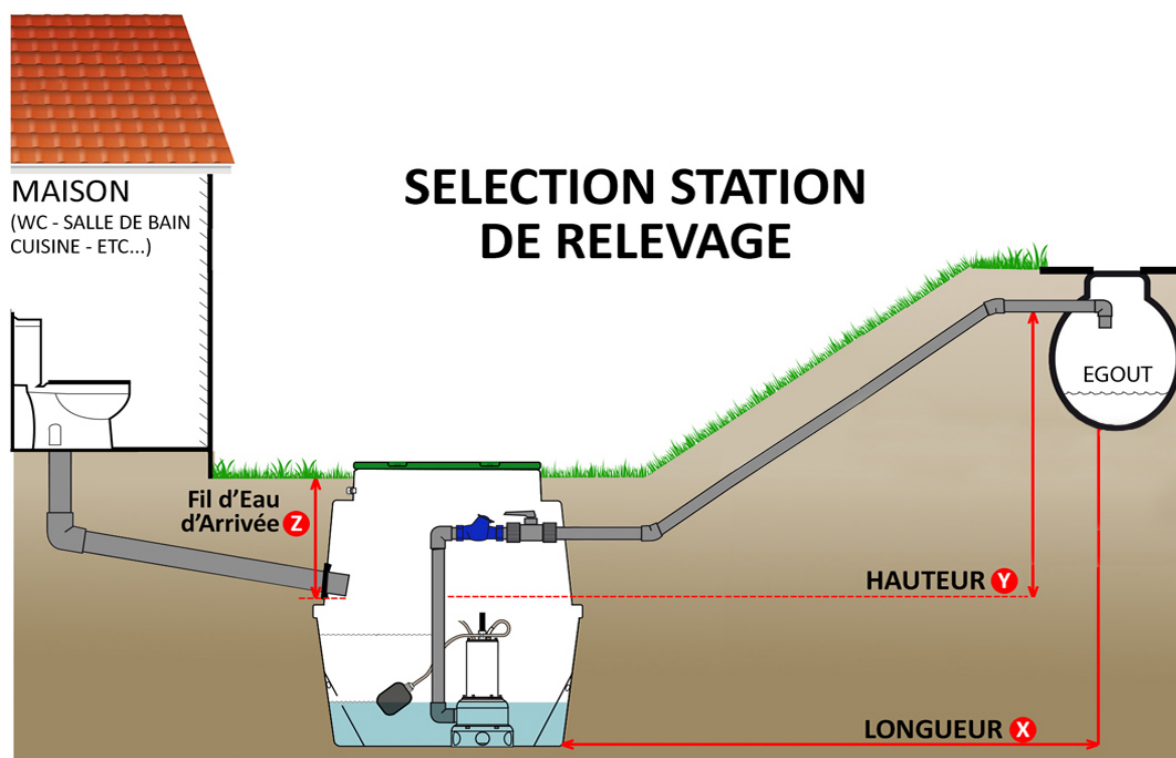 SELECTION STATION
DE RELEVAGE
MAISON
(WC - SALLE DE BAIN
CUISINE - ETC...)
EGOUT
Fil d'Eau
d'Arrivée Z
HAUTEUR Y
LONGUEUR X